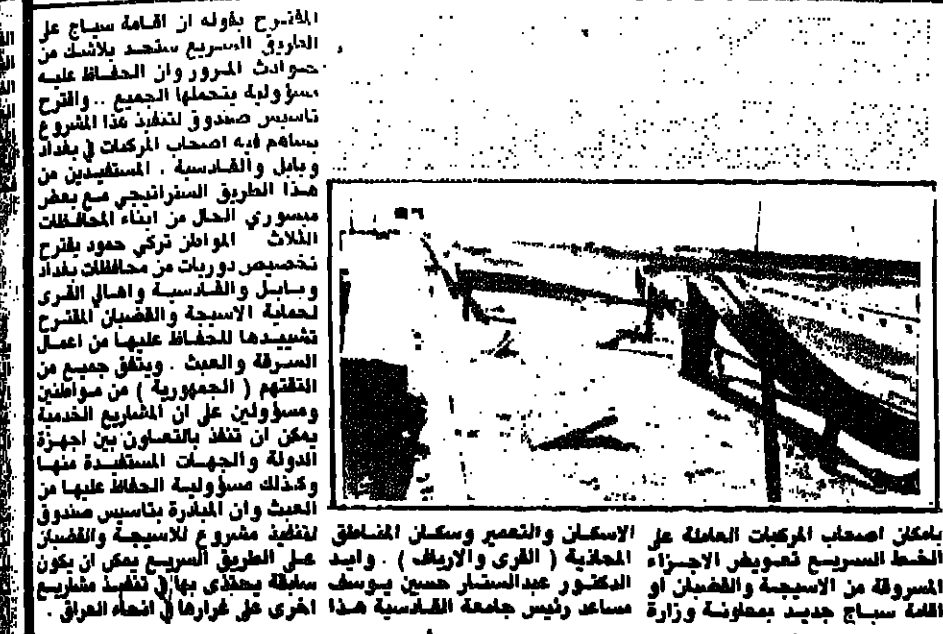 بامكان اصحاب المركبات العاملة على
الخط السريع تعويض الاجزاء
المسروقة من الاسيجة والقضبان او
اقامة سياج جديد بمعاونة وزارة
الاسكان والتعمير وسكان المناطق
المحاذية ( القرى والارياف ) . وايد
الدكتور عبدالستار حسين يوسف
مساعد رئيس جامعة القادسية هذا
المقترح بقوله ان اقامة سياج على
الطريق السريع ستحد بلاشك من
حوادث المرور وان الحفاظ عليه
مسؤولية يتحملها الجميع .. واقترح
تاسيس صندوق لتنفيذ هذا المشروع
يساهم فيه اصحاب المركبات في بغداد
وبابل والقادسية . المستفيدين من
هذا الطريق الستراتيجي مع بعض
ميسوري الحال من ابناء المحافظات
الثلاث المواطن تركي حمود يقترح
تخصيص دوريات من محافظات بغداد
وبابل والقادسية واهالي القرى
لحماية الاسيجة والقضبان المقترح
تشييدها للحفاظ عليها من اعمال
السرقة والعبث . ويتفق جميع من
التقتهم ( الجمهورية ) من مواطنين
ومسؤولين على ان المشاريع الخدمية
يمكن ان تنفذ بالتعاون بين اجهزة
الدولة والجهات المستفيدة منها
وكذلك مسؤولية الحفاظ عليها من
العبث وان المبادرة بتاسيس صندوق
لتنفيذ مشروع للاسيجة والقضبان
على الطريق السريع يمكن ان يكون
سابقة يحتذى بها في تنفيذ مشاريع
اخرى على غرارها في انحاء العراق .